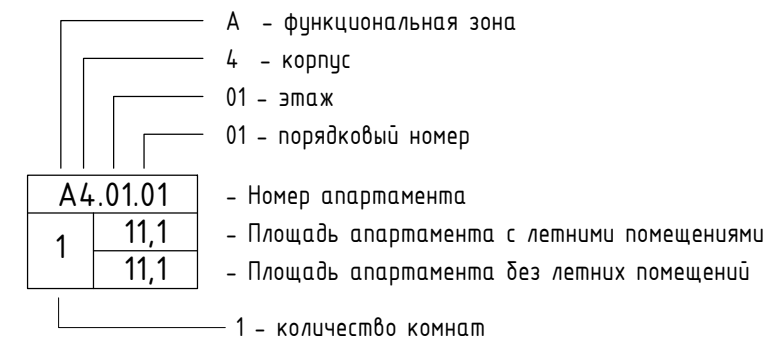 А - функциональная зона
4 - корпус
01 - этаж
01 - порядковый номер
А4.01.01 - Номер апартамента
11,1 - Площадь апартамента с летними помещениями
1
11,1 - Площадь апартамента без летних помещений
1 - количество комнат